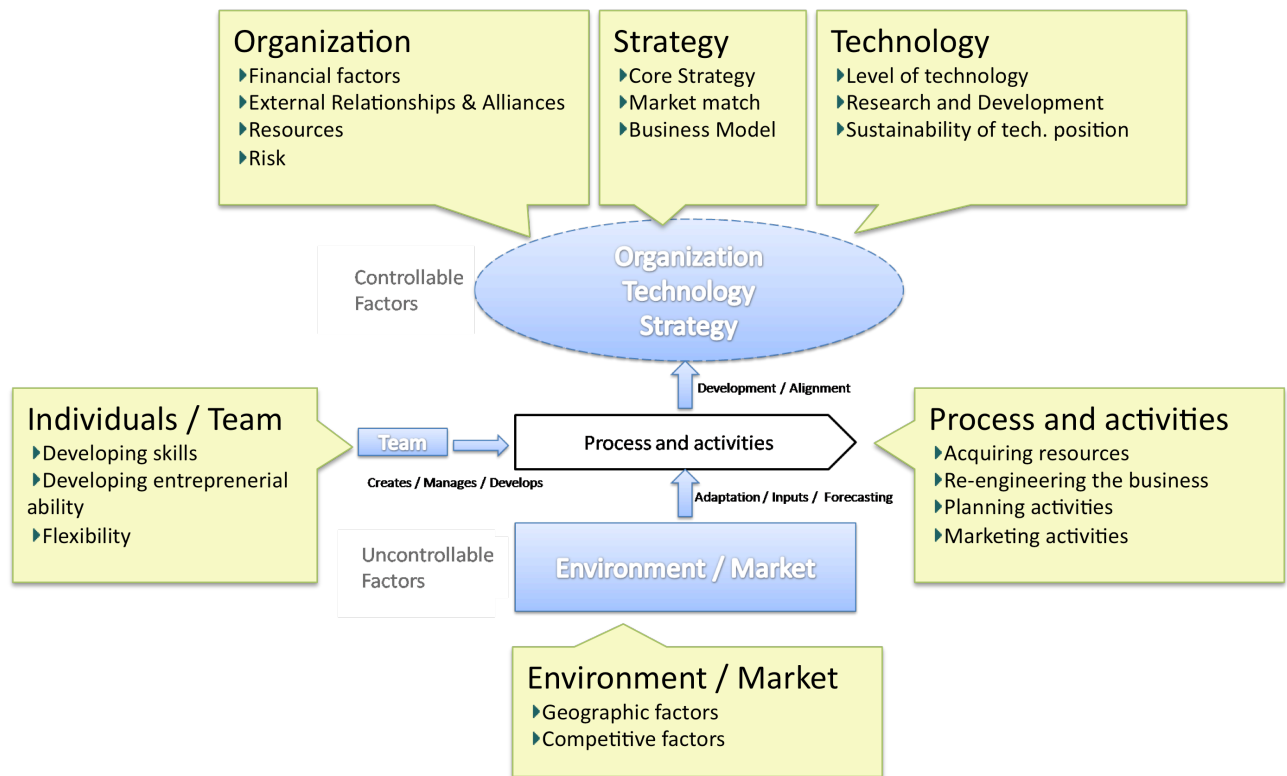 Organization
Financial factors
External Relationships & Alliances
Resources
Risk
Strategy
Core Strategy
Market match
Business Model
Technology
Level of technology
Research and Development
Sustainability of tech. position
Controllable
Factors
Organization
Technology
Strategy
Development / Alignment
Individuals / Team
Developing skills
Developing entreprenerial
ability
Flexibility
Team
Creates / Manages / Develops
Process and activities
Adaptation / Inputs / Forecasting
Process and activities
Acquiring resources
Re-engineering the business
Planning activities
Marketing activities
Uncontrollable
Factors
Environment / Market
Environment / Market
Geographic factors
Competitive factors